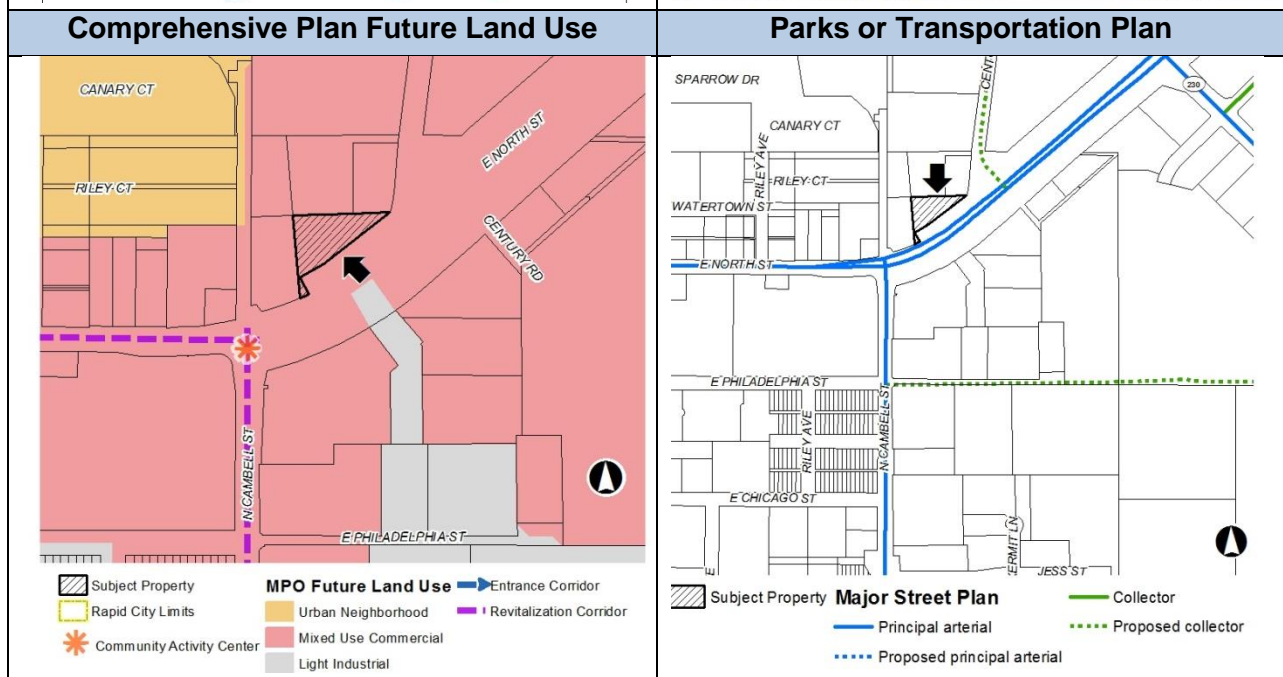 Comprehensive Plan Future Land Use
CANARY CT
RILEY CT
E NORTH ST
CENTURY RD
N CAMBELL ST
E PHILADELPHIA ST
Subject Property
Rapid City Limits
Community Activity Center
MPO Future Land Use
Urban Neighborhood
Mixed Use Commercial
Light Industrial
Entrance Corridor
Revitalization Corridor
Parks or Transportation Plan
SPARROW DR
CANARY CT
RILEY AVE
RILEY CT
WATERTOWN ST
E NORTH ST
CENT
230
E PHILADELPHIA ST
RILEY AVE
N CAMBELL ST
E CHICAGO ST
E
ERMIT LN
JESS ST
Subject Property
Major Street Plan
Principal arterial
Proposed principal arterial
Collector
Proposed collector